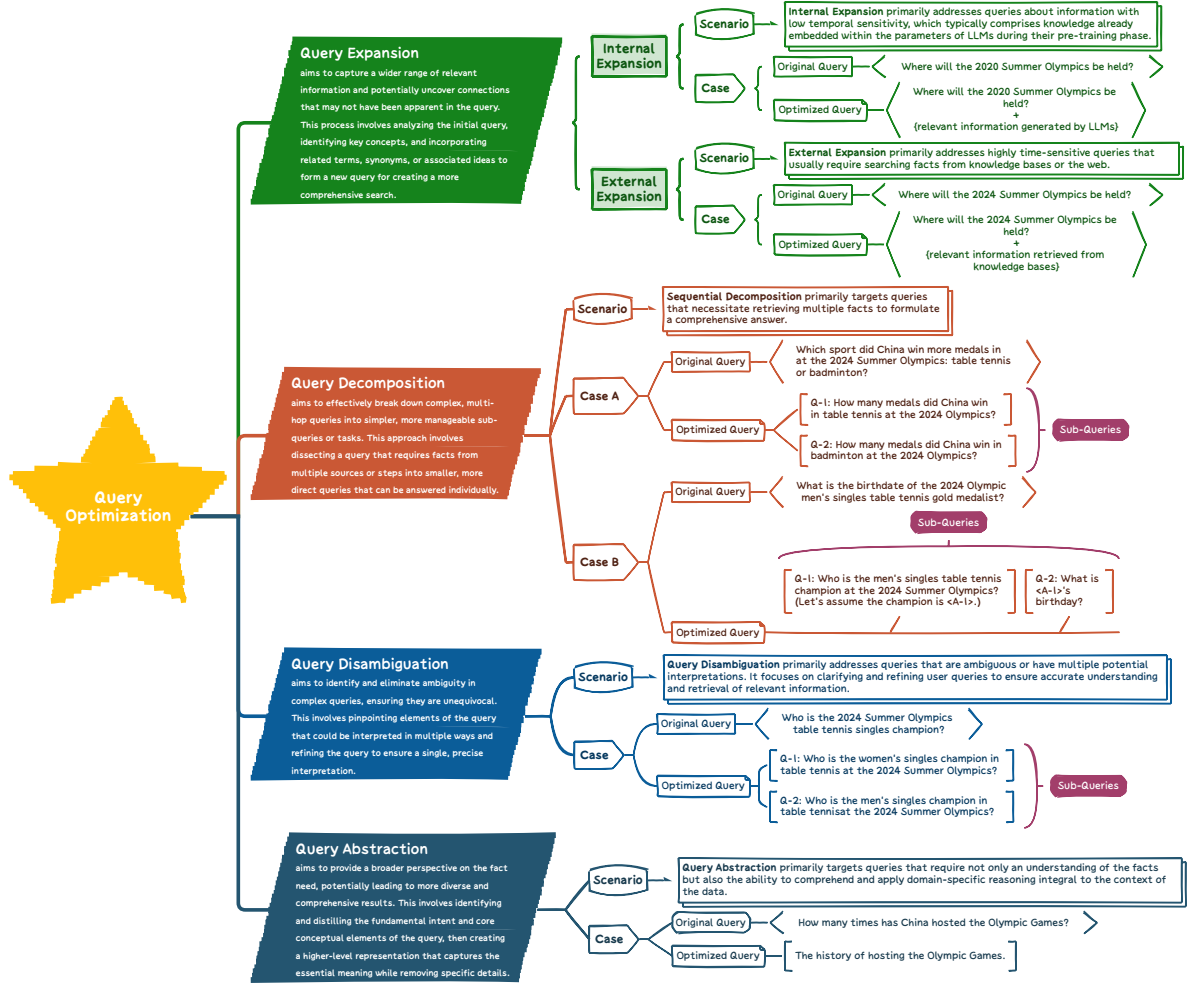 Query
Optimization
Query Expansion
aims to capture a wider range of relevant
information and potentially uncover connections
that may not have been apparent in the query.
This process involves analyzing the initial query,
identifying key concepts, and incorporating
related terms, synonyms, or associated ideas to
form a new query for creating a more
comprehensive search.
Internal
Expansion
Scenario
Internal Expansion primarily addresses queries about information with
low temporal sensitivity, which typically comprises knowledge already
embedded within the parameters of LLMs during their pre-training phase.
Case
Original Query
Where will the 2020 Summer Olympics be held?
Optimized Query
Where will the 2020 Summer Olympics be
held?
+
{relevant information generated by LLMs}
External
Expansion
Scenario
External Expansion primarily addresses highly time-sensitive queries that
usually require searching facts from knowledge bases or the web.
Case
Original Query
Where will the 2024 Summer Olympics be held?
Optimized Query
Where will the 2024 Summer Olympics be
held?
+
{relevant information retrieved from
knowledge bases}
Query Decomposition
aims to effectively break down complex, multi-
hop queries into simpler, more manageable sub-
queries or tasks. This approach involves
dissecting a query that requires facts from
multiple sources or steps into smaller, more
direct queries that can be answered individually.
Scenario
Sequential Decomposition primarily targets queries
that necessitate retrieving multiple facts to formulate
a comprehensive answer.
Case A
Original Query
Which sport did China win more medals in
at the 2024 Summer Olympics: table tennis
or badminton?
Optimized Query
Q-1: How many medals did China win
in table tennis at the 2024 Olympics?
Q-2: How many medals did China win in
badminton at the 2024 Olympics?
Sub-Queries
Case B
Original Query
What is the birthdate of the 2024 Olympic
men's singles table tennis gold medalist?
Sub-Queries
Q-1: Who is the men's singles table tennis
champion at the 2024 Summer Olympics?
(Let's assume the champion is <A-1>.)
Q-2: What is
<A-1>'s
birthday?
Optimized Query
Query Disambiguation
aims to identify and eliminate ambiguity in
complex queries, ensuring they are unequivocal.
This involves pinpointing elements of the query
that could be interpreted in multiple ways and
refining the query to ensure a single, precise
interpretation.
Scenario
Query Disambiguation primarily addresses queries that are ambiguous or have multiple potential
interpretations. It focuses on clarifying and refining user queries to ensure accurate understanding
and retrieval of relevant information.
Case
Original Query
Who is the 2024 Summer Olympics
table tennis singles champion?
Optimized Query
Q-1: Who is the women's singles champion in
table tennis at the 2024 Summer Olympics?
Q-2: Who is the men's singles champion in
table tennisat the 2024 Summer Olympics?
Sub-Queries
Query Abstraction
aims to provide a broader perspective on the fact
need, potentially leading to more diverse and
comprehensive results. This involves identifying
and distilling the fundamental intent and core
conceptual elements of the query, then creating
a higher-level representation that captures the
essential meaning while removing specific details.
Scenario
Query Abstraction primarily targets queries that require not only an understanding of the facts
but also the ability to comprehend and apply domain-specific reasoning integral to the context of
the data.
Case
Original Query
How many times has China hosted the Olympic Games?
Optimized Query
The history of hosting the Olympic Games.